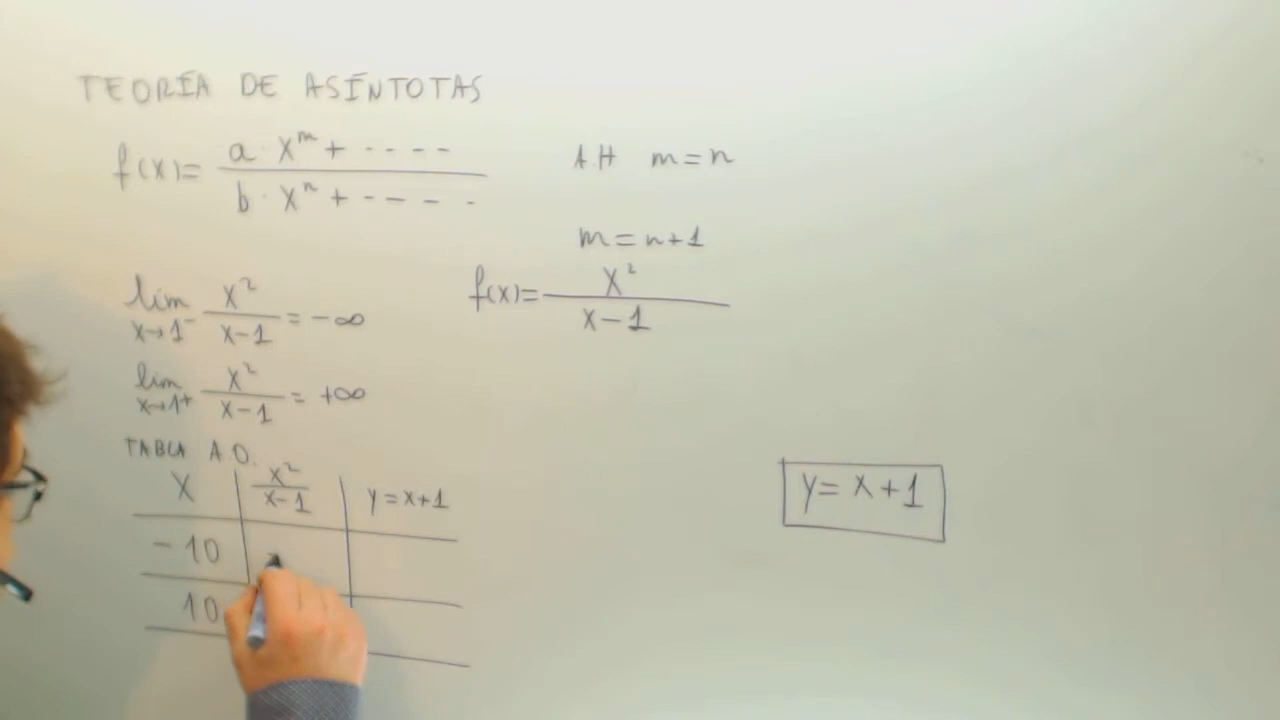 TEORÍA DE ASÍNTOTAS
f(x)= a·x^m + ····
b·x^n + -----
A.H m=n
m=n+1
f(x)= x²
x-1
lim x→1⁻ x²/x-1 = -∞
lim x→1⁺ x²/x-1 = +∞
TABLA A.O.
x x²/x-1 y=x+1
-10
10
y= x+1